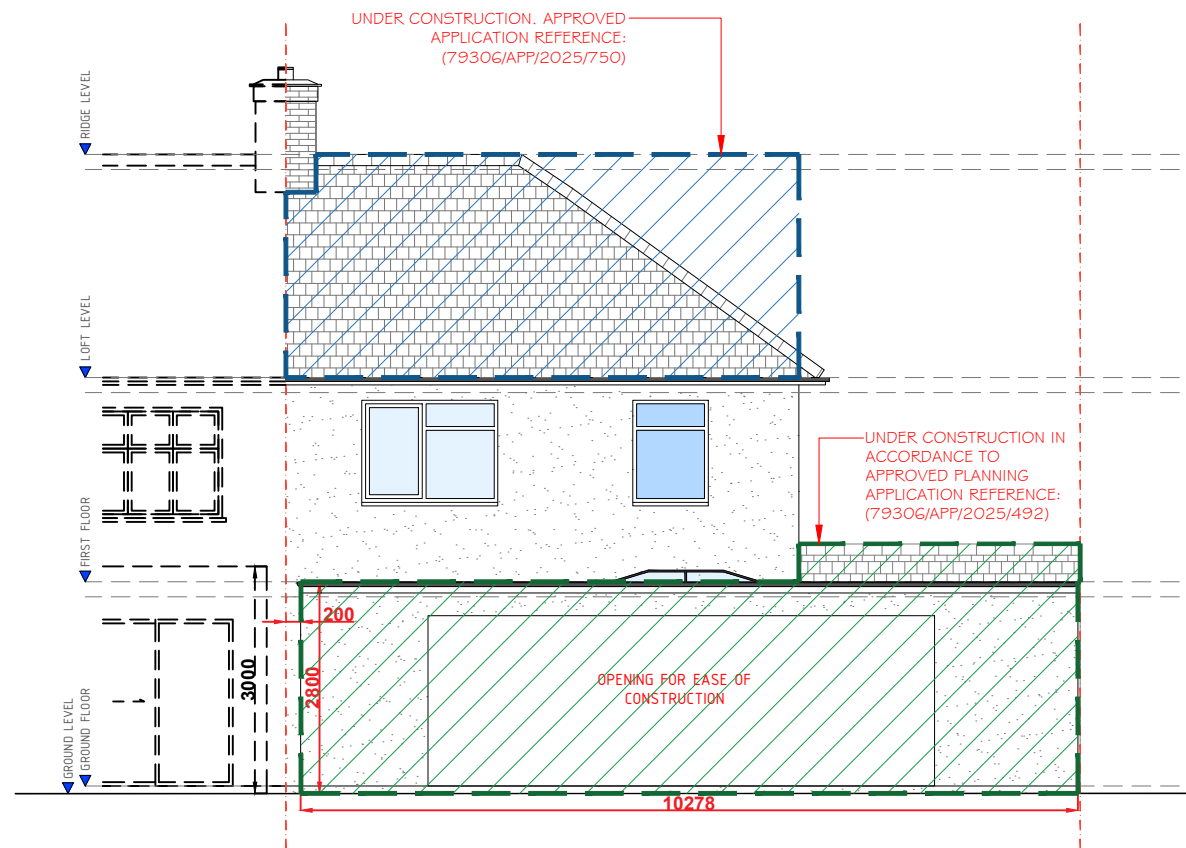 UNDER CONSTRUCTION. APPROVED
APPLICATION REFERENCE:
(79306/APP/2025/750)
RIDGE LEVEL
LOFT LEVEL
UNDER CONSTRUCTION IN
ACCORDANCE TO
APPROVED PLANNING
APPLICATION REFERENCE:
(79306/APP/2025/492)
FIRST FLOOR
200
3000
2800
OPENING FOR EASE OF
CONSTRUCTION
GROUND LEVEL
GROUND FLOOR
10278